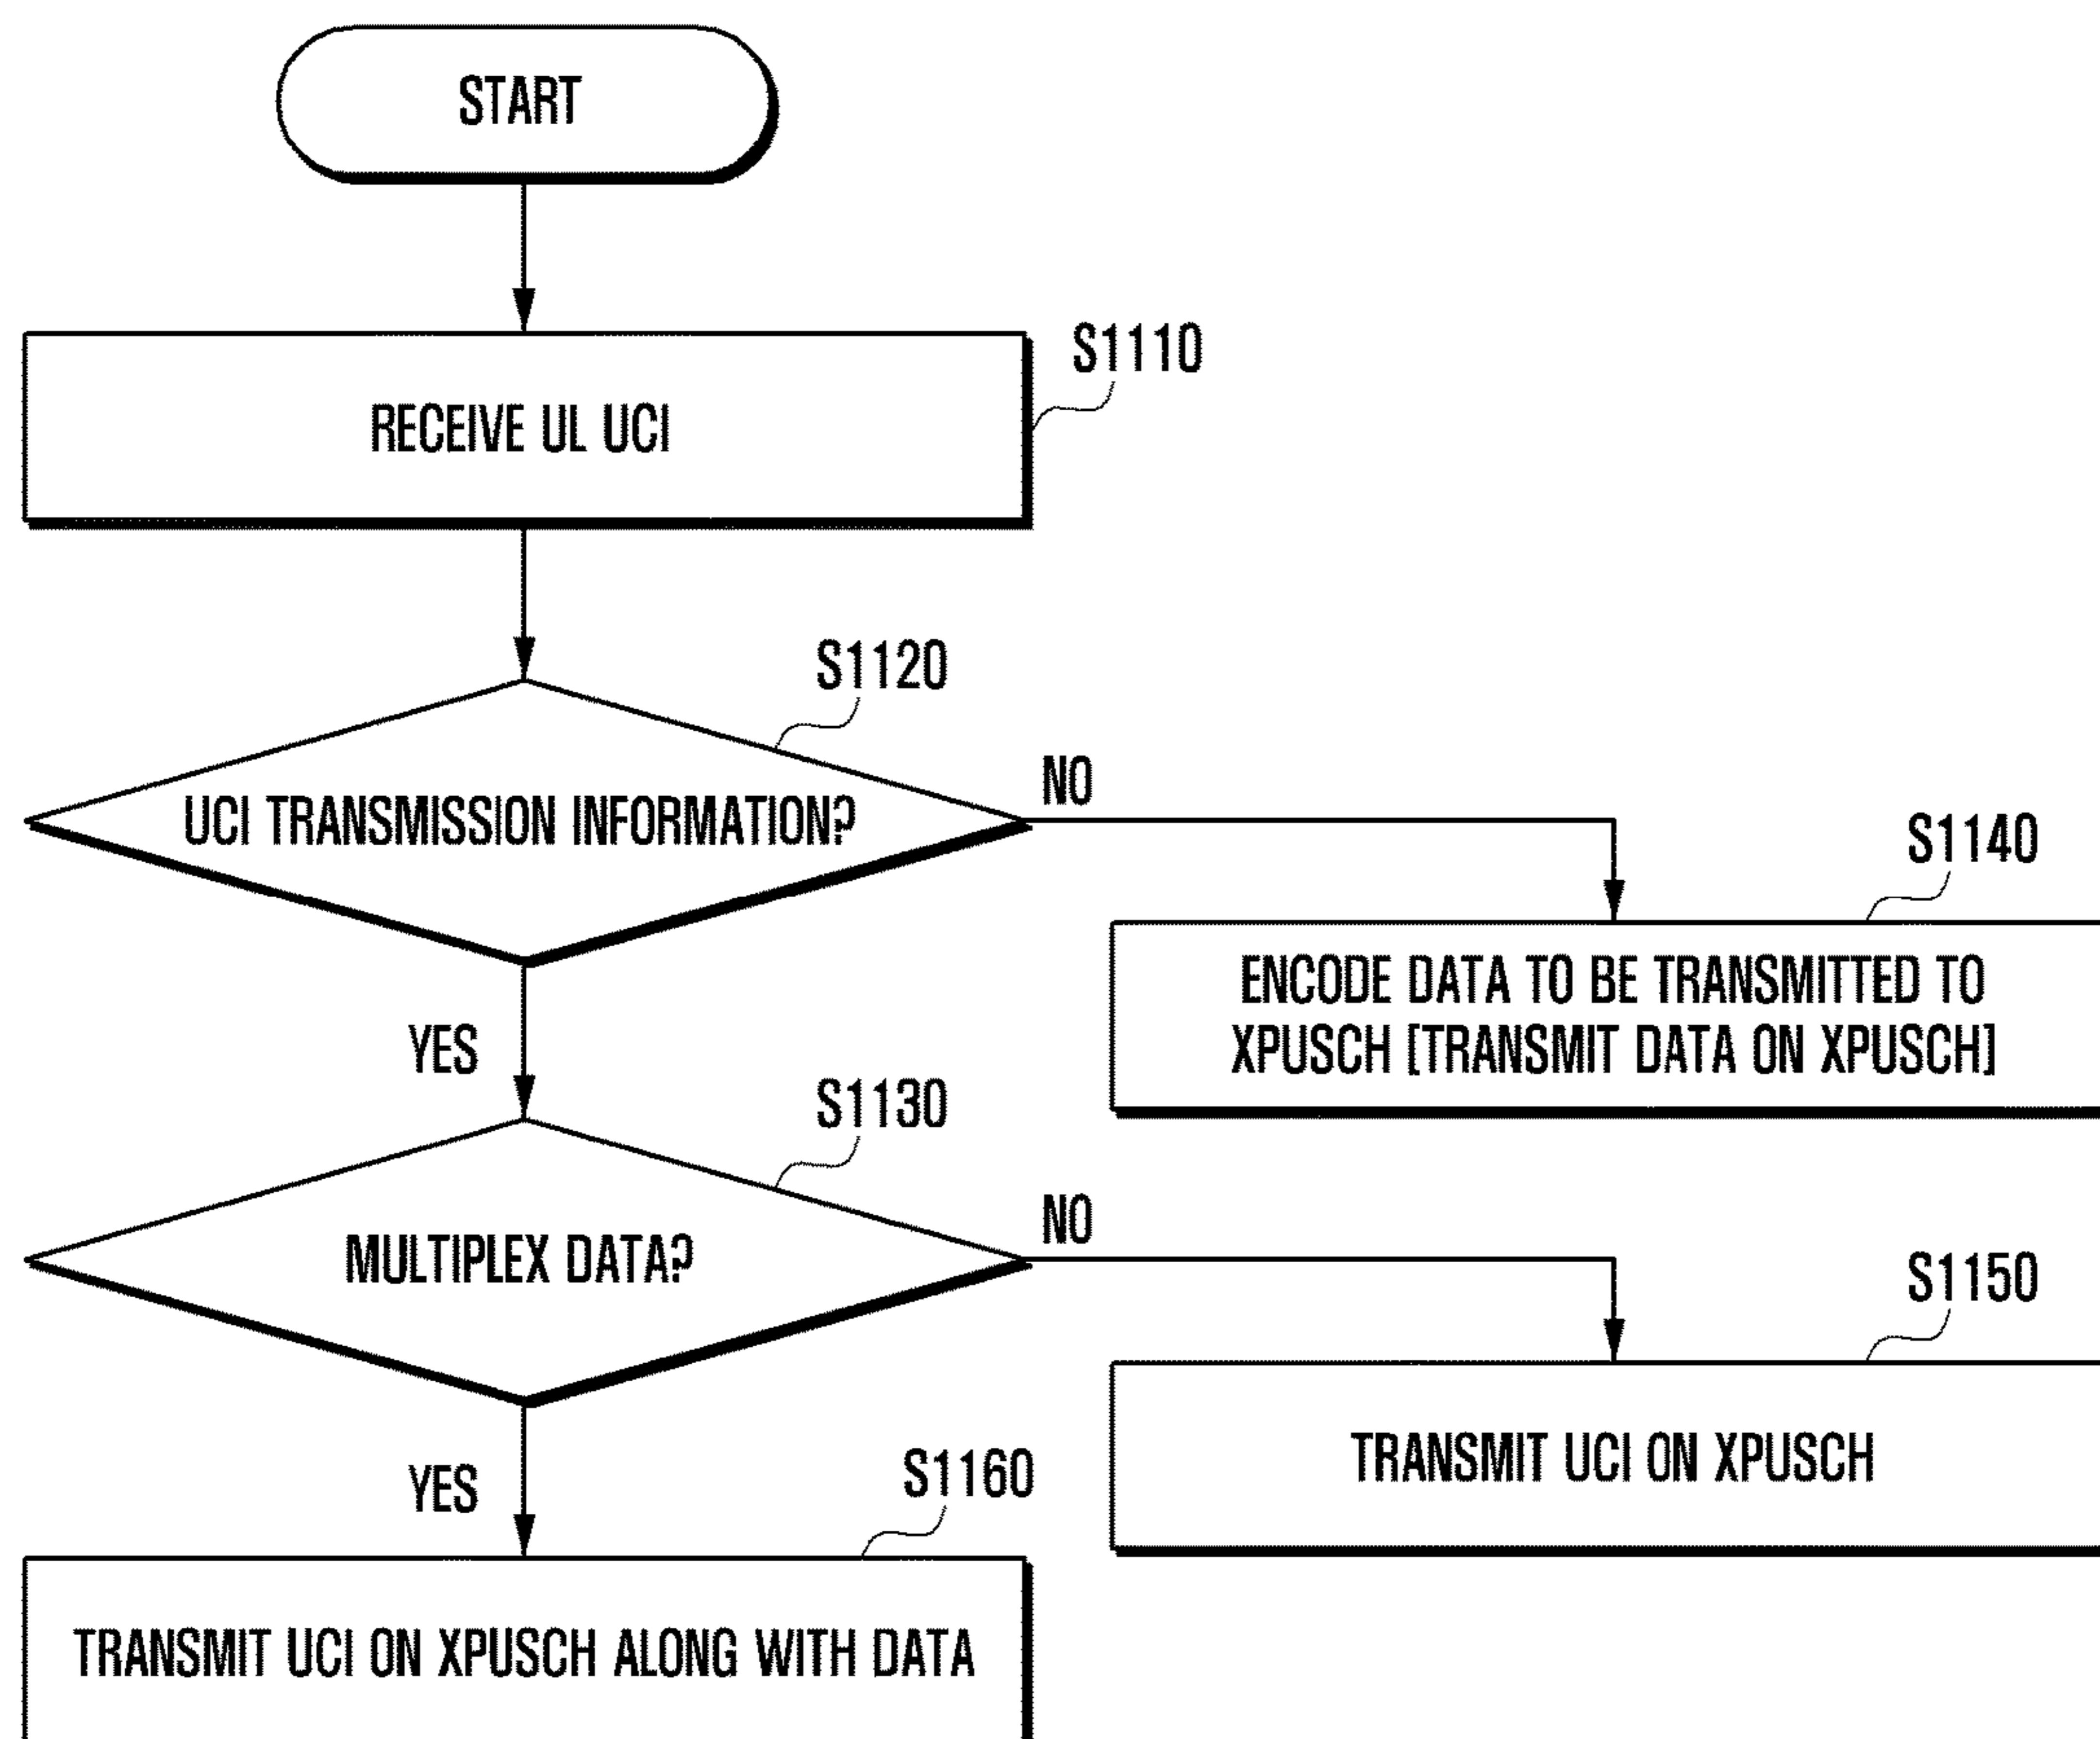 START
S1110
RECEIVE UL UCI
S1120
UCI TRANSMISSION INFORMATION?
NO
S1140
ENCODE DATA TO BE TRANSMITTED TO
XPUSCH [TRANSMIT DATA ON XPUSCH]
YES
S1130
MULTIPLEX DATA?
NO
S1150
TRANSMIT UCI ON XPUSCH
YES
S1160
TRANSMIT UCI ON XPUSCH ALONG WITH DATA